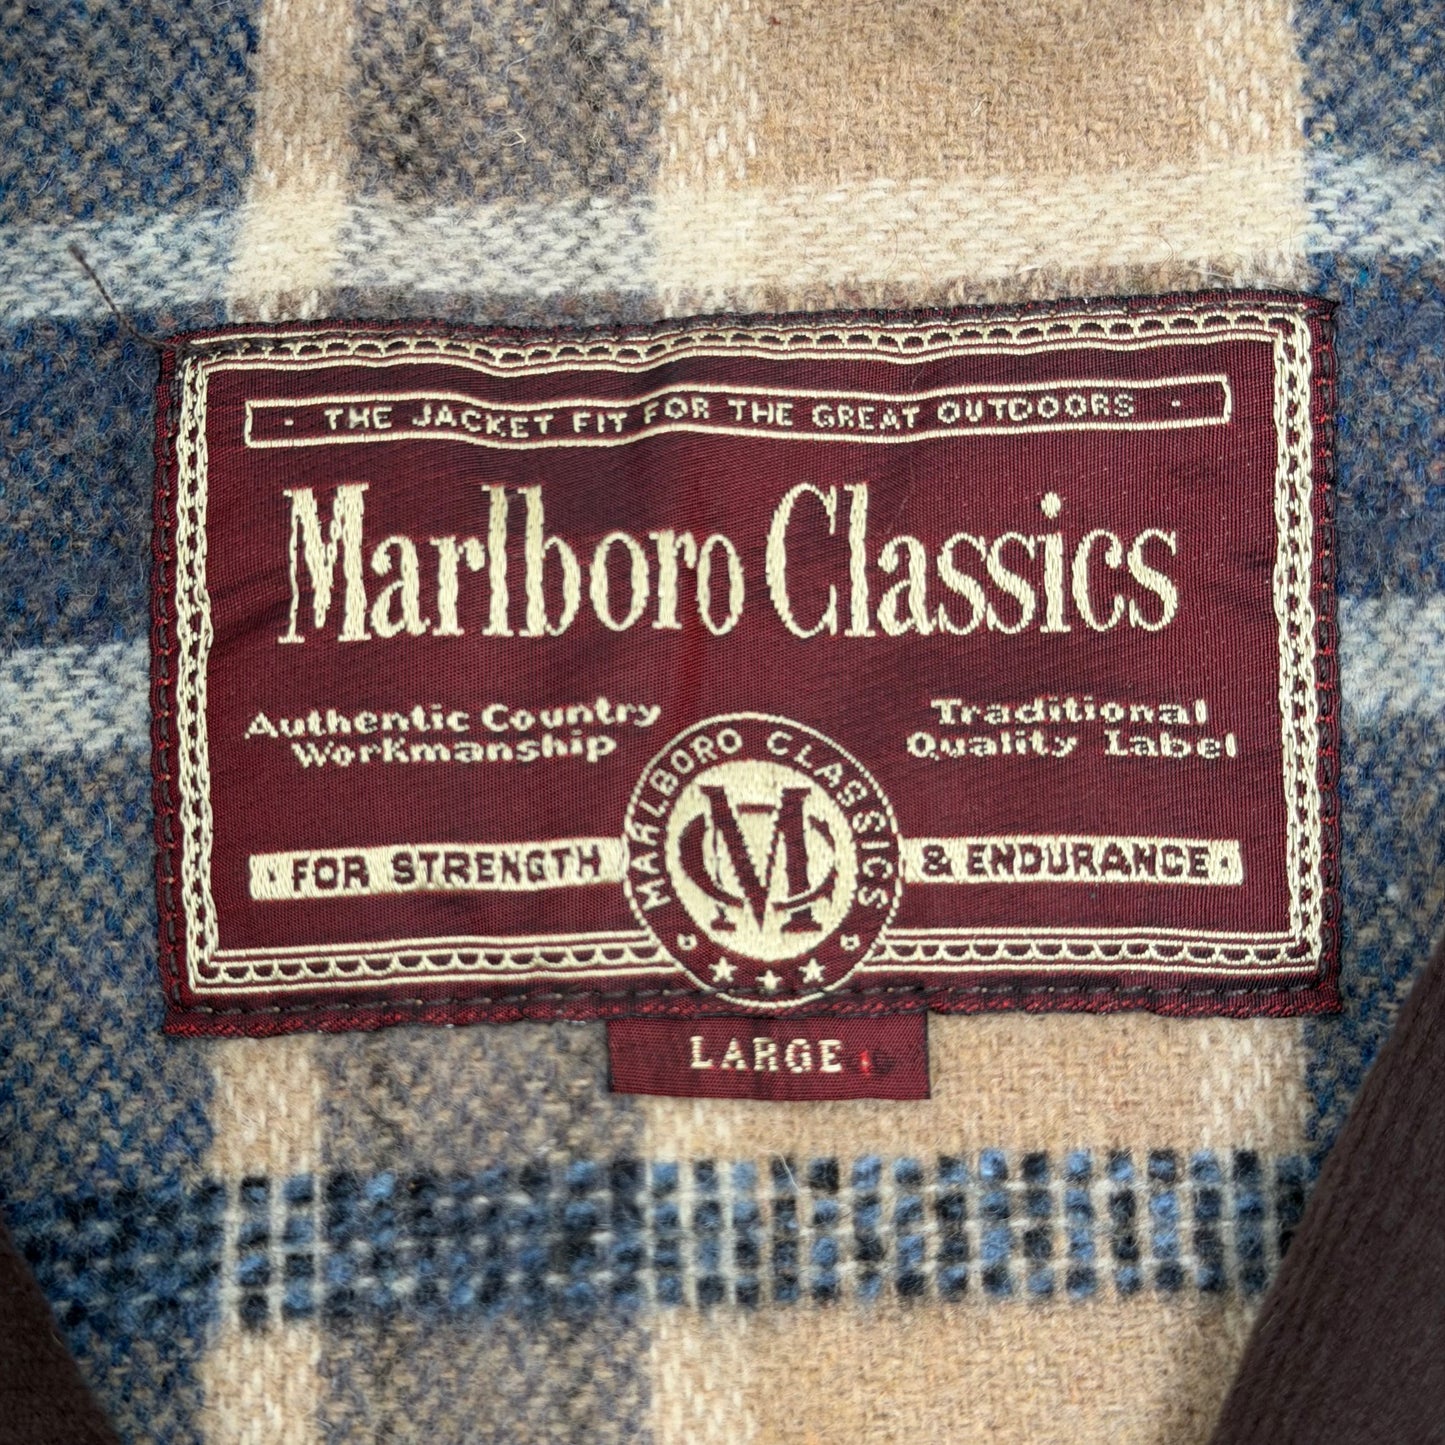 · THE JACKET FIT FOR THE GREAT OUTDOORS ·
Marlboro Classics
Authentic Country
Workmanship
Traditional
Quality Label
MARLBORO CLASSICS
MC
· FOR STRENGTH
& ENDURANCE ·
LARGE